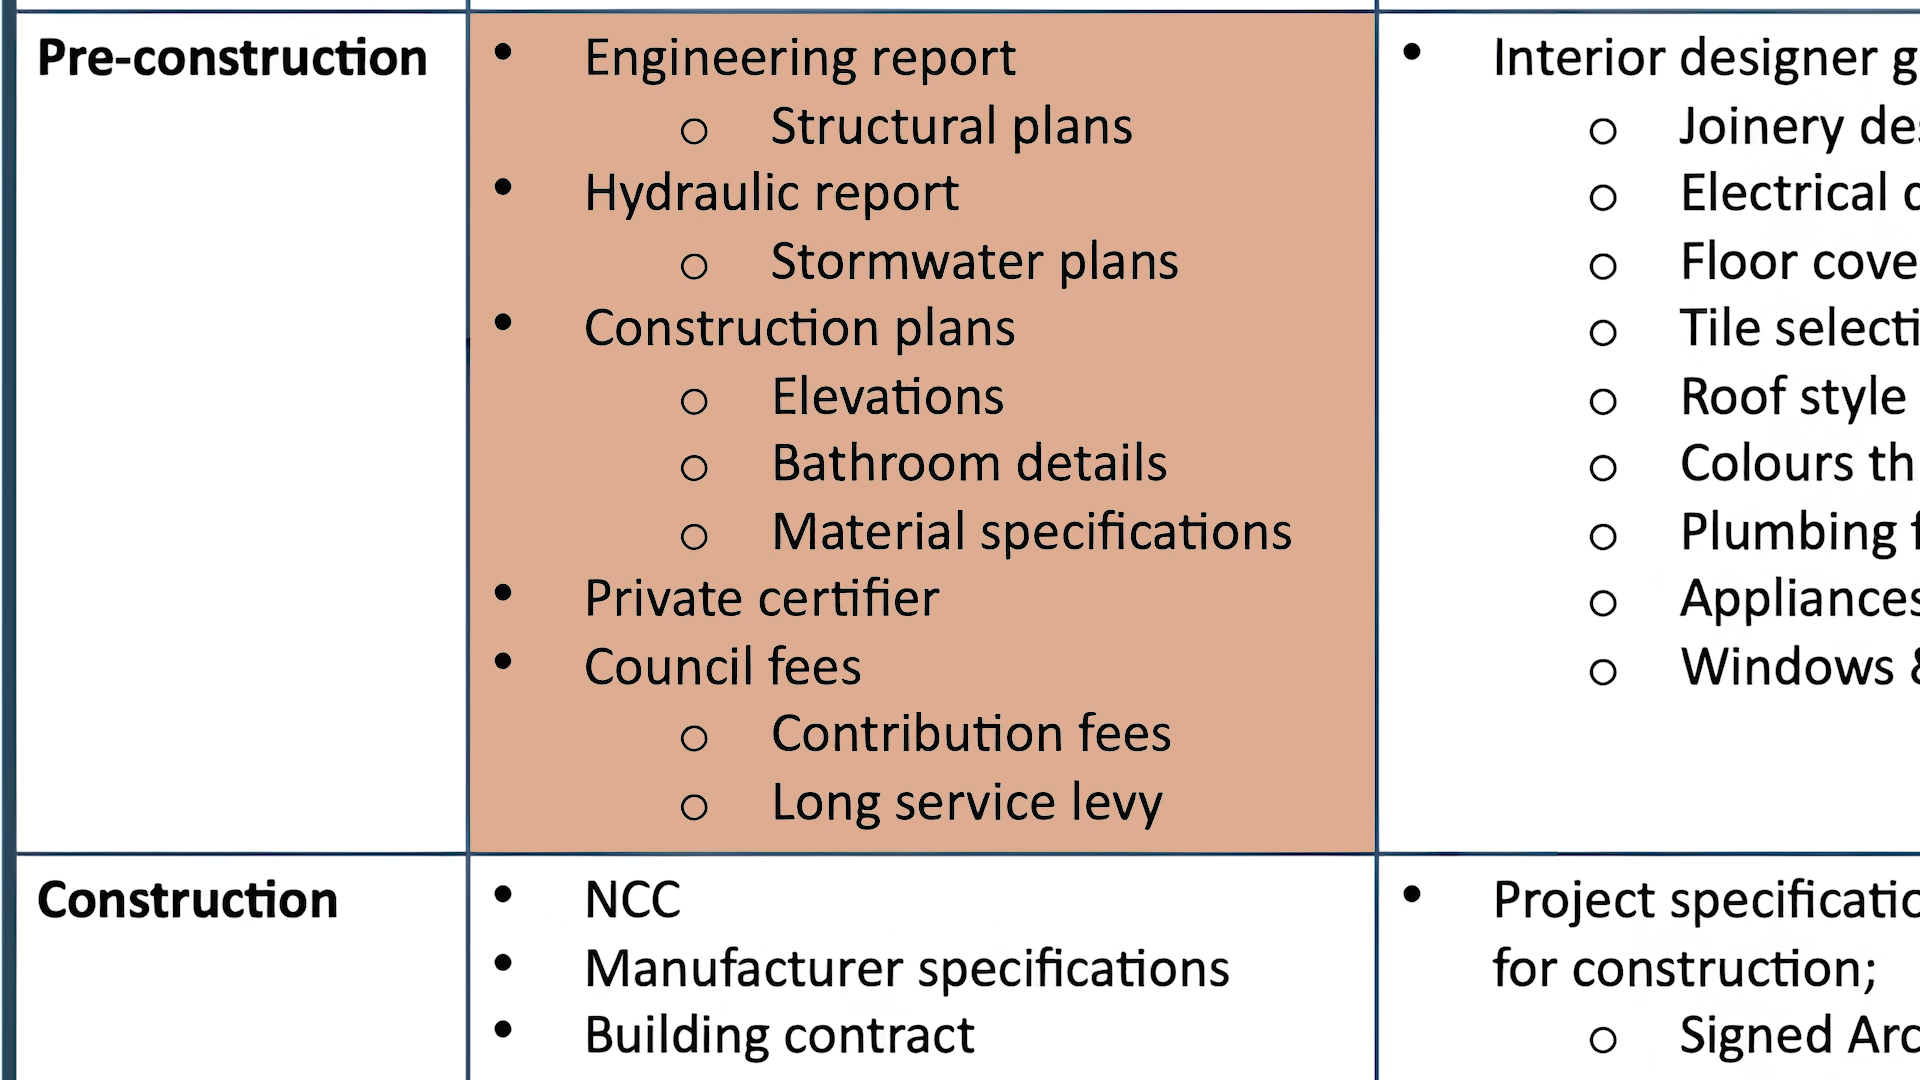 Pre-construction
• Engineering report
o Structural plans
• Hydraulic report
o Stormwater plans
• Construction plans
o Elevations
o Bathroom details
o Material specifications
• Private certifier
• Council fees
o Contribution fees
o Long service levy
• Interior designer
o Joinery
o Electrical
o Floor
o Tile
o Roof style
o Colours
o Plumbing
o Appliances
o Windows
Construction
• NCC
• Manufacturer specifications
• Building contract
• Project
for construction;
o Signed